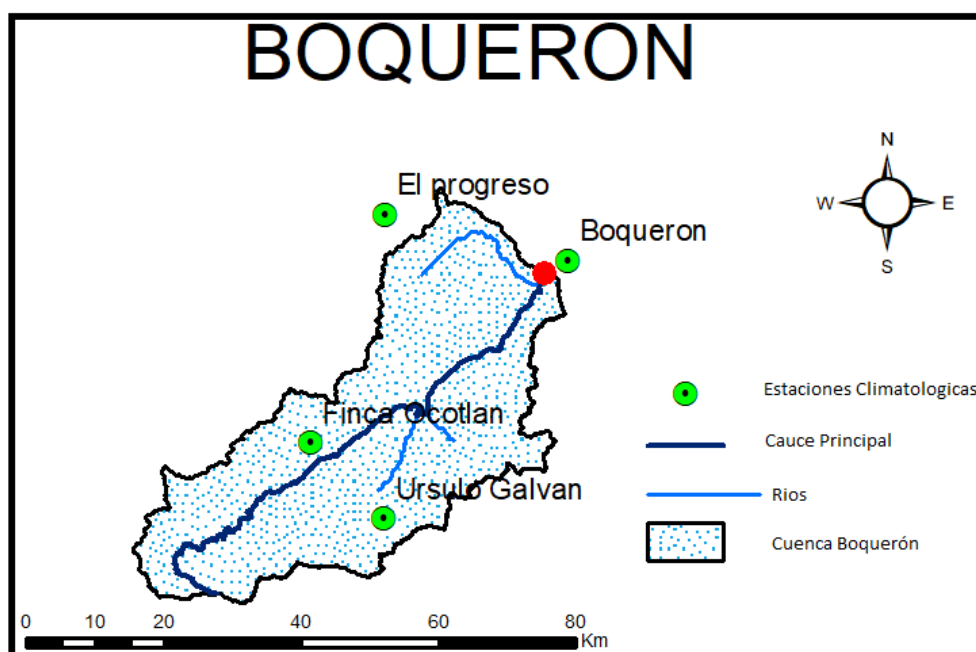 BOQUERON
N
W E
S
El progreso
Boqueron
Finca Ocotlan
Ursulo Galvan
Estaciones Climatologicas
Cauce Principal
Rios
Cuenca Boquerón
0 10 20 40 60 80
Km